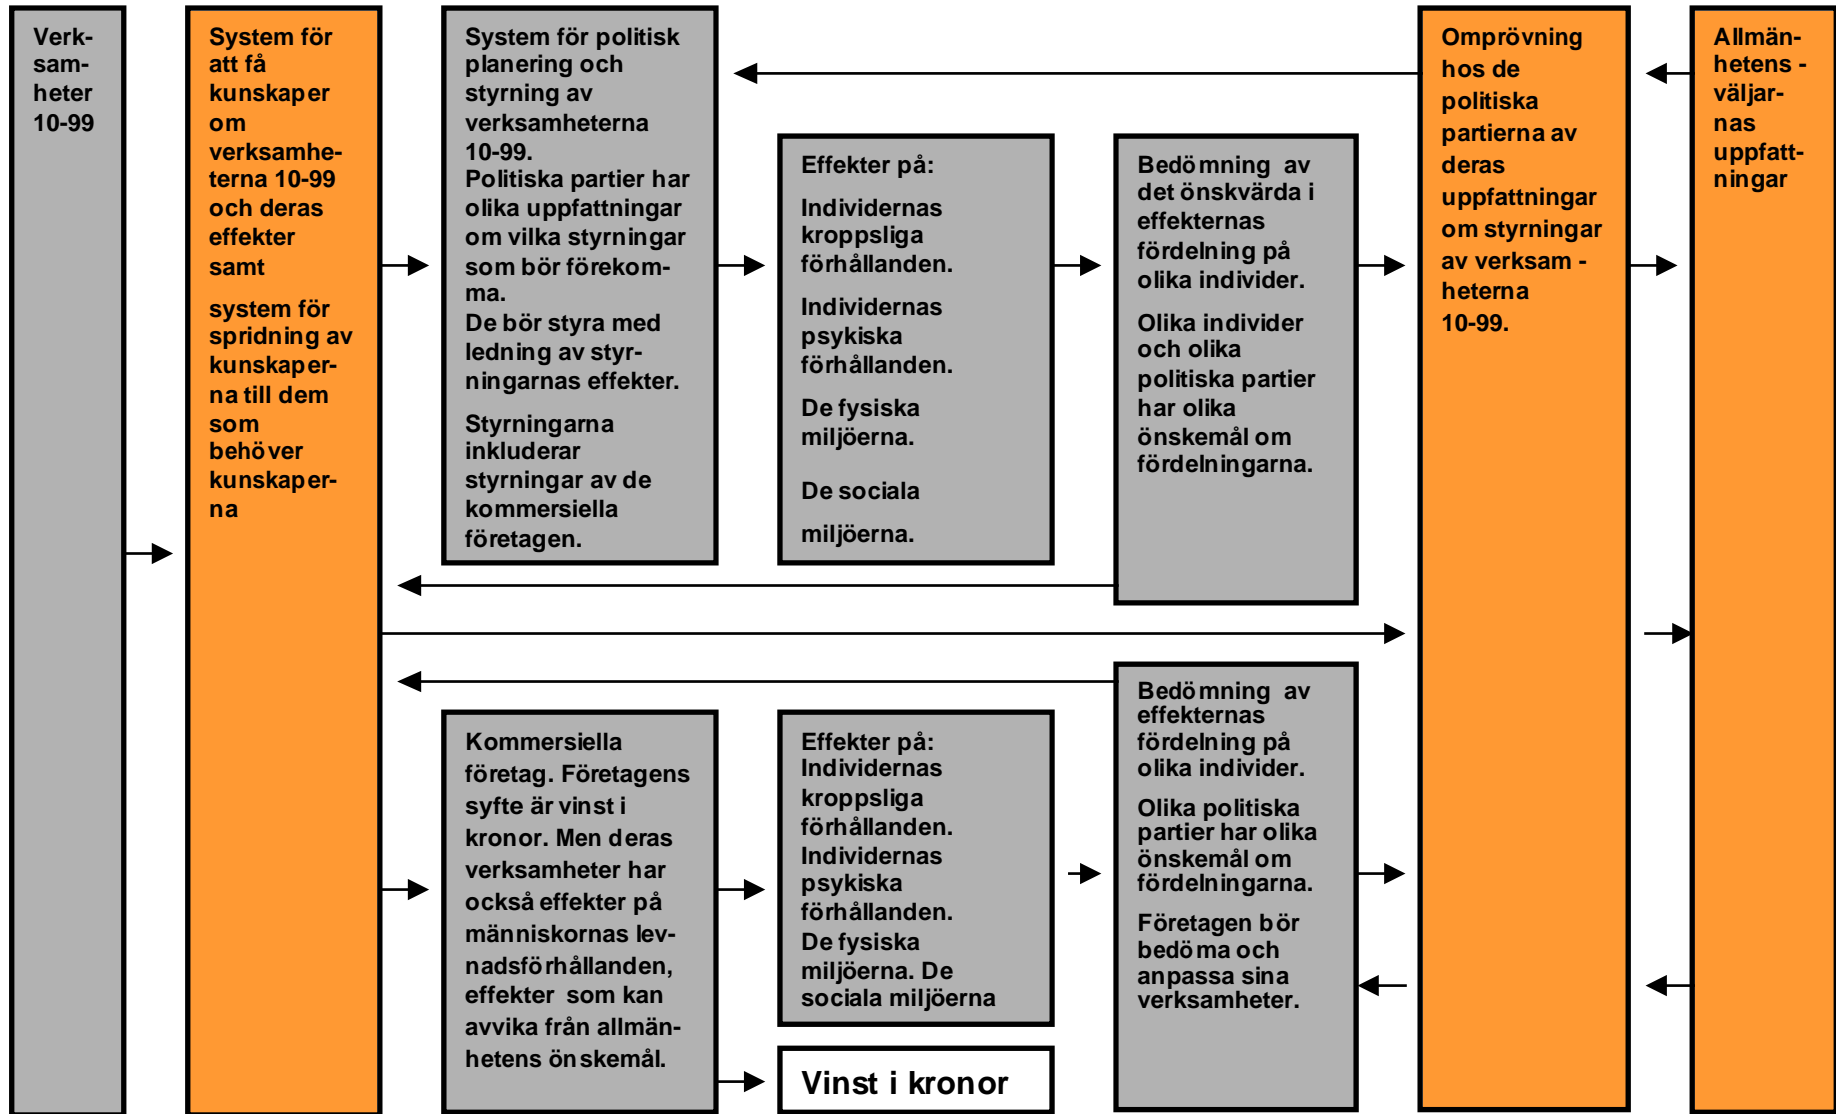 Verk-
sam-
heter
10-99
System för
att få
kunskaper
om
verksamhe-
terna 10-99
och deras
effekter
samt
system för
spridning av
kunskaper-
na till dem
som
behöver
kunskaper-
na
System för politisk
planering och
styrning av
verksamheterna
10-99.
Politiska partier har
olika uppfattningar
om vilka styrningar
som bör förekom-
ma.
De bör styra med
ledning av styr-
ningarnas effekter.
Styrningarna
inkluderar
styrningar av de
kommersiella
företagen.
Effekter på:
Individernas
kroppsliga
förhållanden.
Individernas
psykiska
förhållanden.
De fysiska
miljöerna.
De sociala
miljöerna.
Bedömning av
det önskvärda i
effekternas
fördelning på
olika individer.
Olika individer
och olika
politiska partier
har olika
önskemål om
fördelningarna.
Omprövning
hos de
politiska
partierna av
deras
uppfattningar
om styrningar
av verksam -
heterna
10-99.
Allmän-
hetens -
väljar-
nas
uppfatt-
ningar
Kommersiella
företag. Företagens
syfte är vinst i
kronor. Men deras
verksamheter har
också effekter på
människornas lev-
nadsförhållanden,
effekter som kan
avvika från allmän-
hetens önskemål.
Effekter på:
Individernas
kroppsliga
förhållanden.
Individernas
psykiska
förhållanden.
De fysiska
miljöerna. De
sociala miljöerna
Vinst i kronor
Bedömning av
effekternas
fördelning på
olika individer.
Olika politiska
partier har olika
önskemål om
fördelningarna.
Företagen bör
bedöma och
anpassa sina
verksamheter.